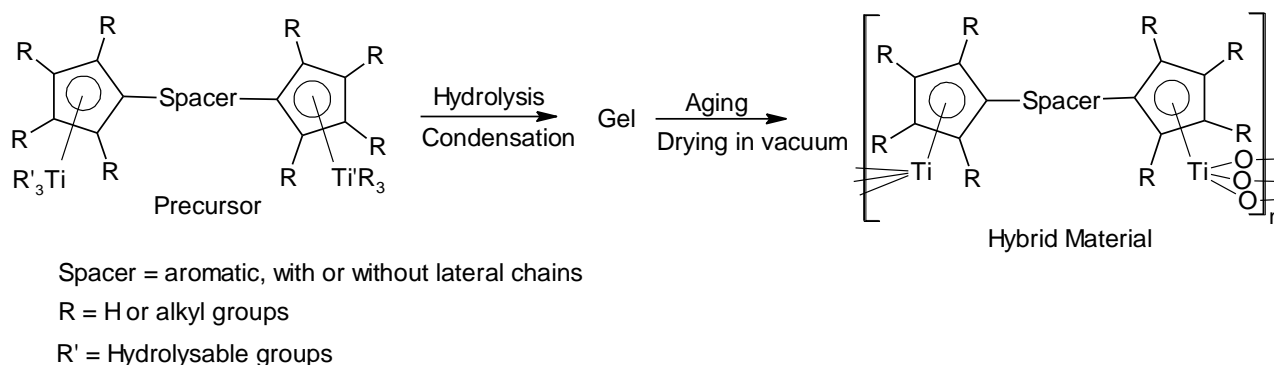 R R R R
R Spacer R
R R R R
R'₃Ti Ti'R₃
Precursor
Hydrolysis
Condensation
Gel
Aging
Drying in vacuum
R R R R
R Spacer R
R R R
Ti Ti O
O
O
n
Hybrid Material
Spacer = aromatic, with or without lateral chains
R = H or alkyl groups
R' = Hydrolysable groups